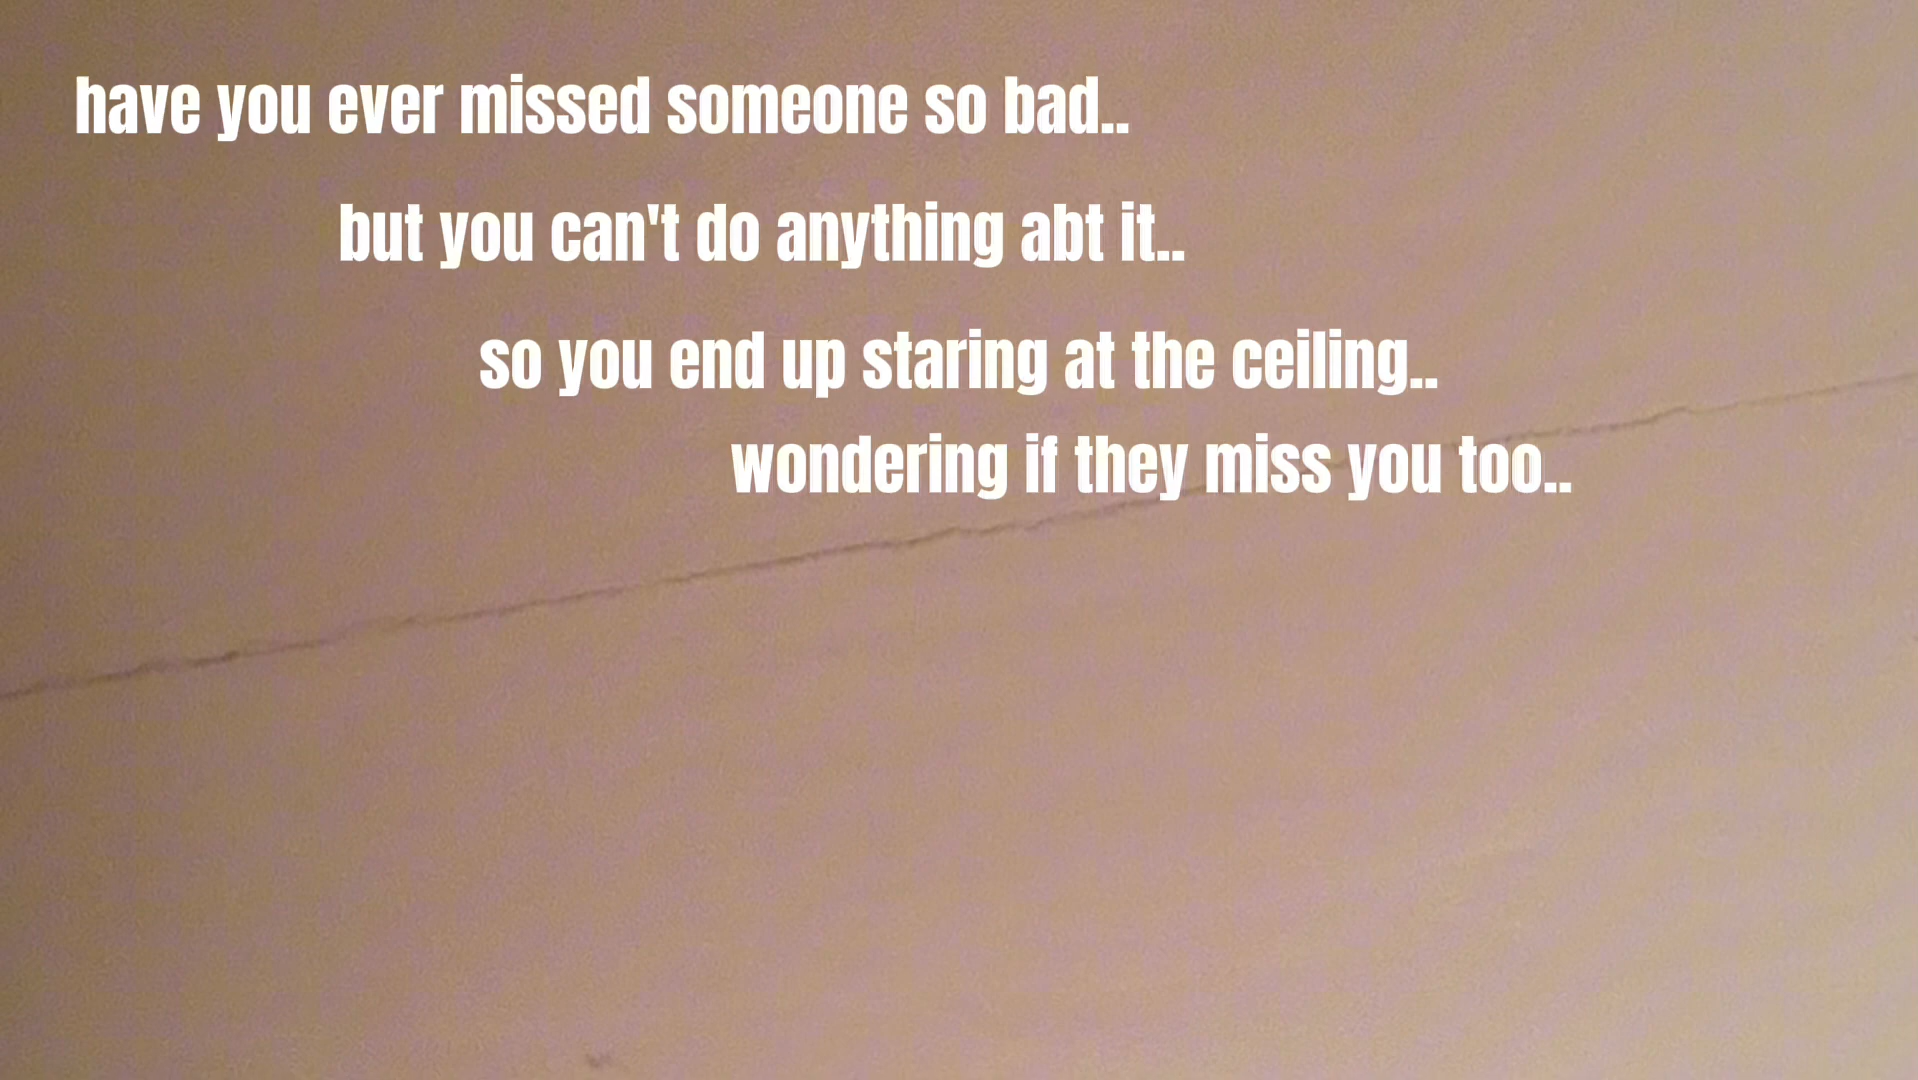 have you ever missed someone so bad..
but you can't do anything abt it..
so you end up staring at the ceiling..
wondering if they miss you too..